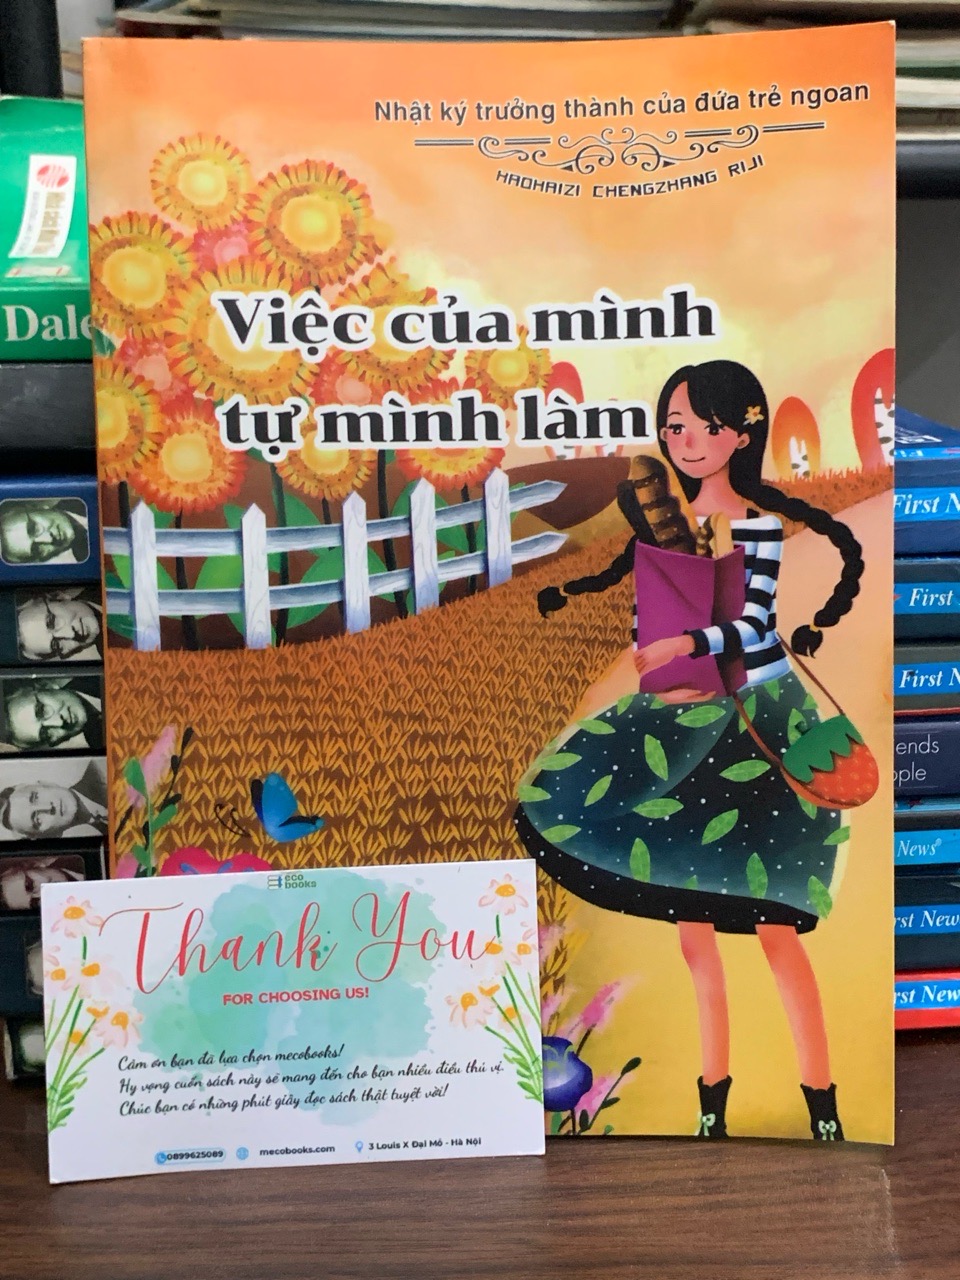 Nhật ký trưởng thành của đứa trẻ ngoan
HAOHAIZI CHENGZHANG RIJI
Việc của mình
tự mình làm
Dale
First N
First
First N
ends
ople
News
rst New
rst New
eco
books
Thank You
FOR CHOOSING US!
Cảm ơn bạn đã lựa chọn mecobooks!
Hy vọng cuốn sách này sẽ mang đến cho bạn nhiều điều thú vị.
Chúc bạn có những phút giây đọc sách thật tuyệt vời!
0899625089 mecobooks.com 3 Louis X Đại Mỗ - Hà Nội